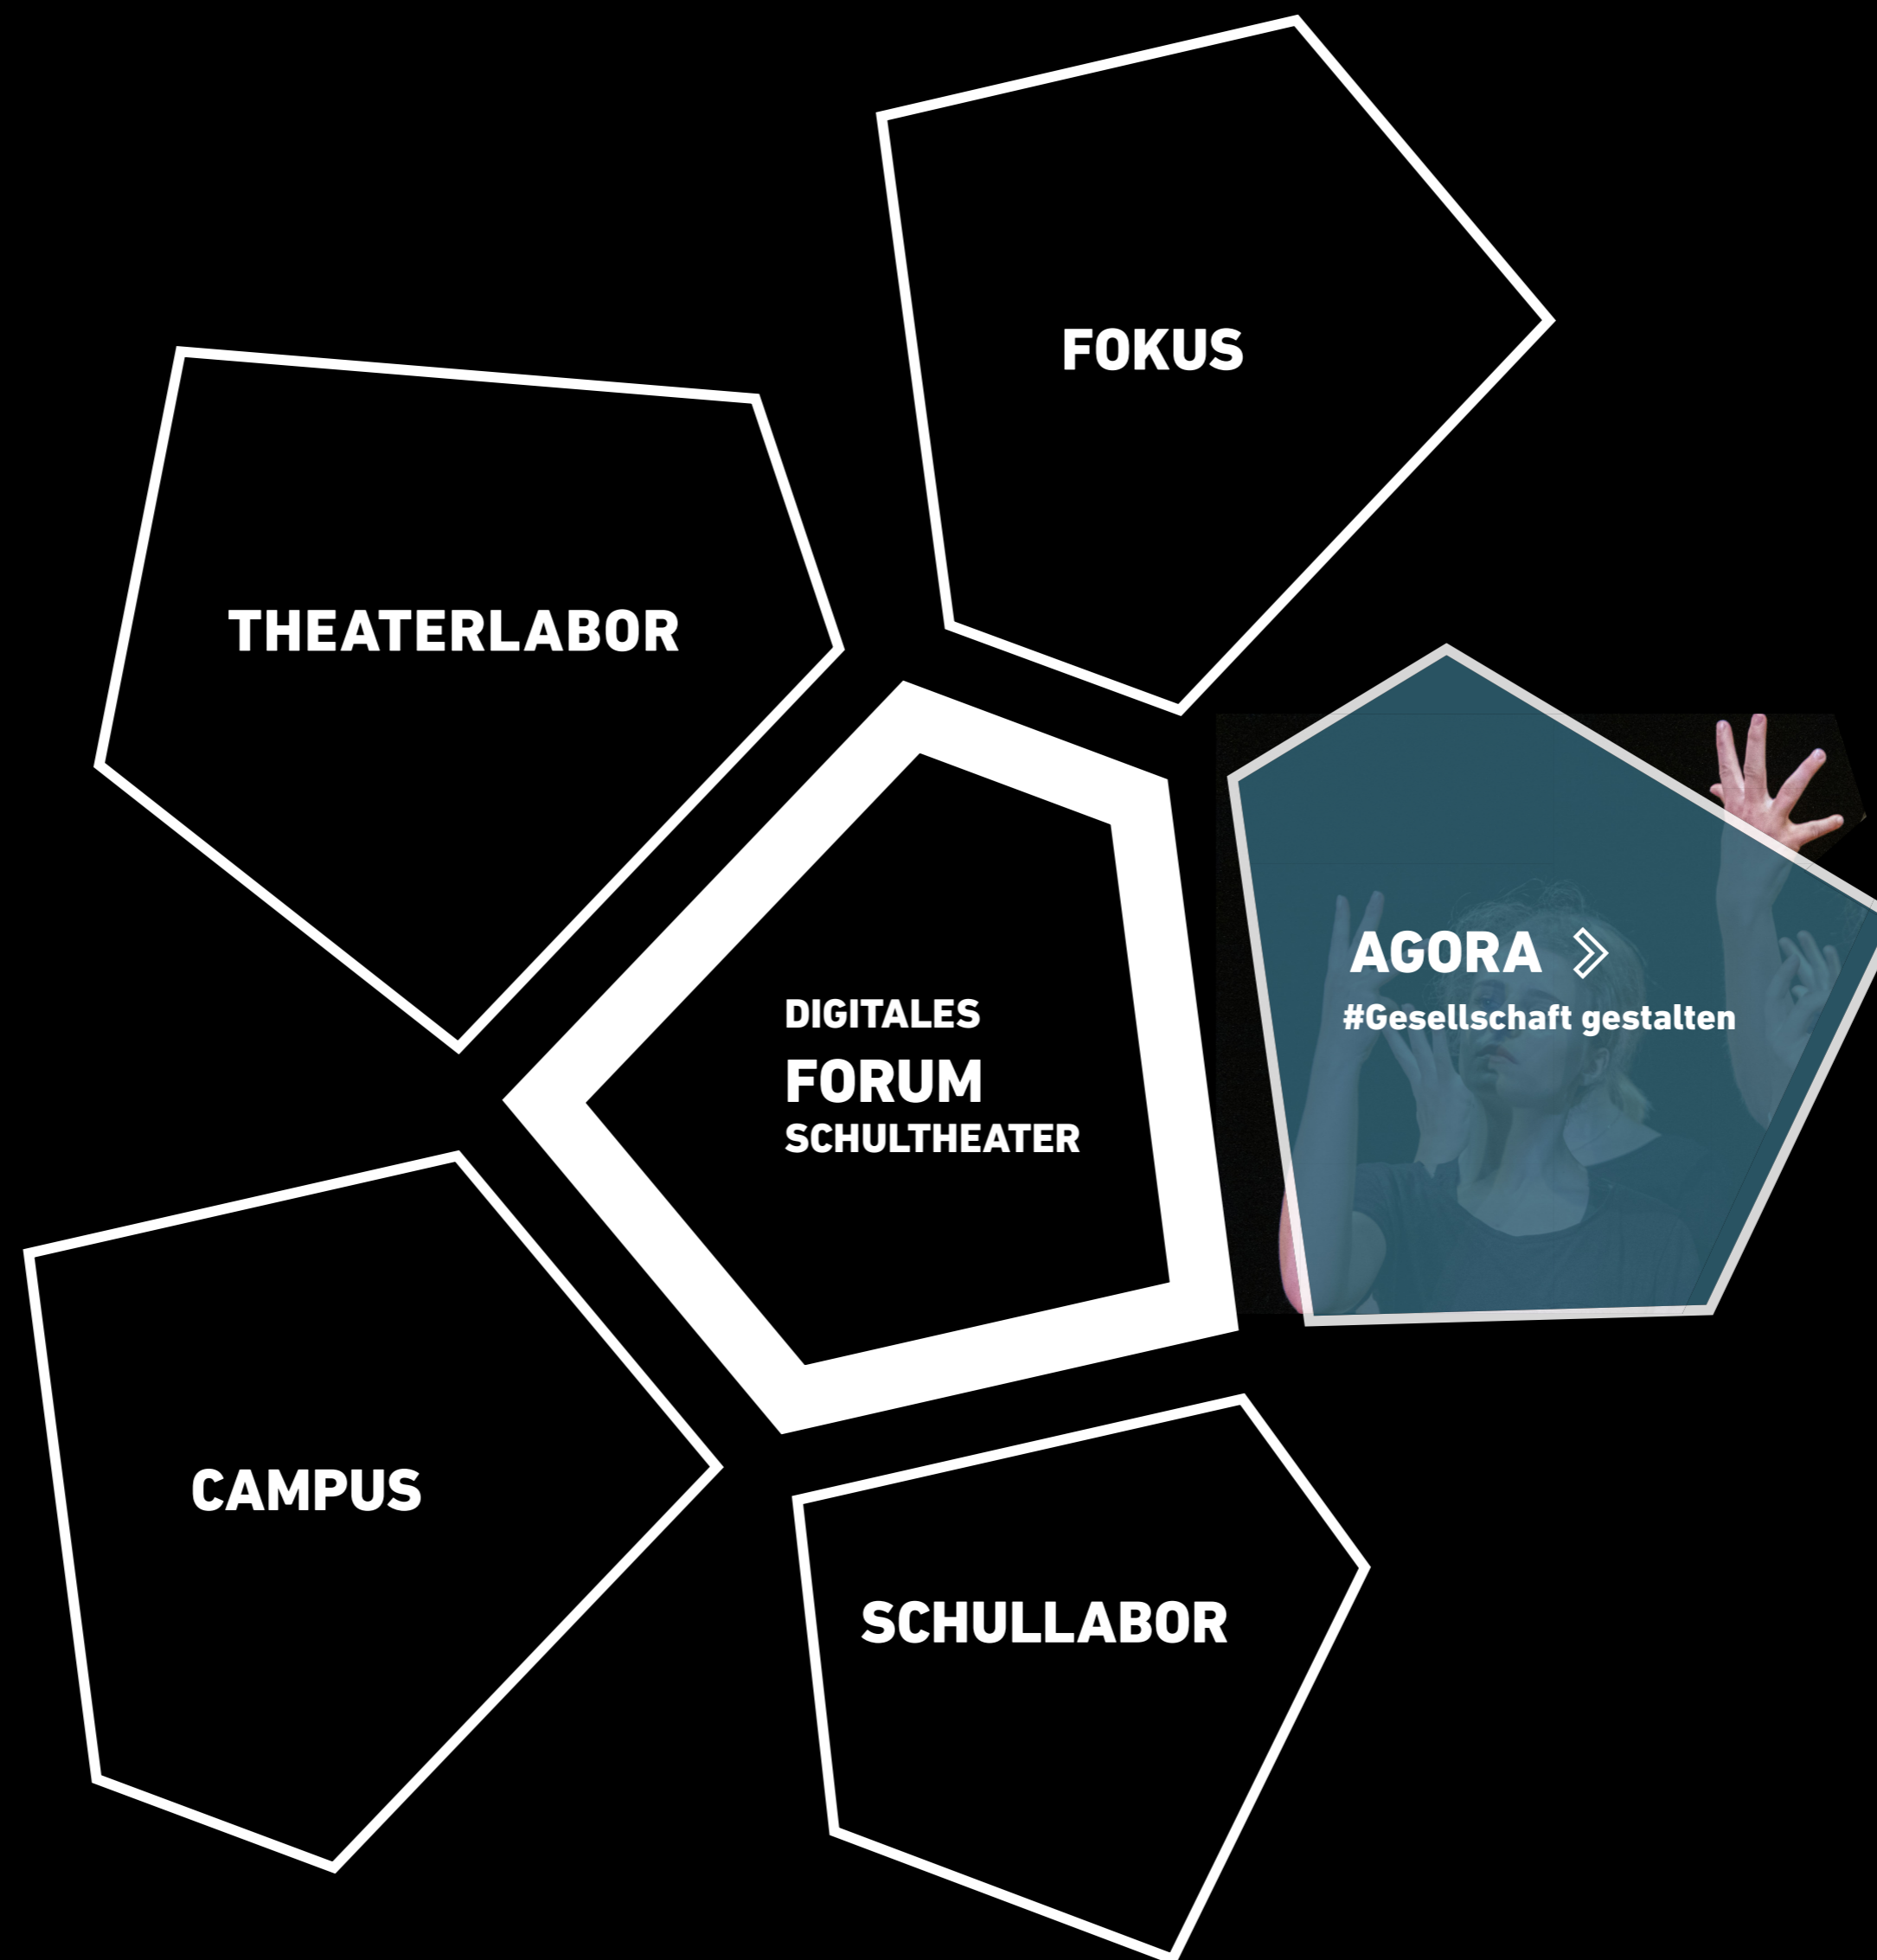 FOKUS
THEATERLABOR
AGORA
#Gesellschaft gestalten
DIGITALES
FORUM
SCHULTHEATER
CAMPUS
SCHULLABOR